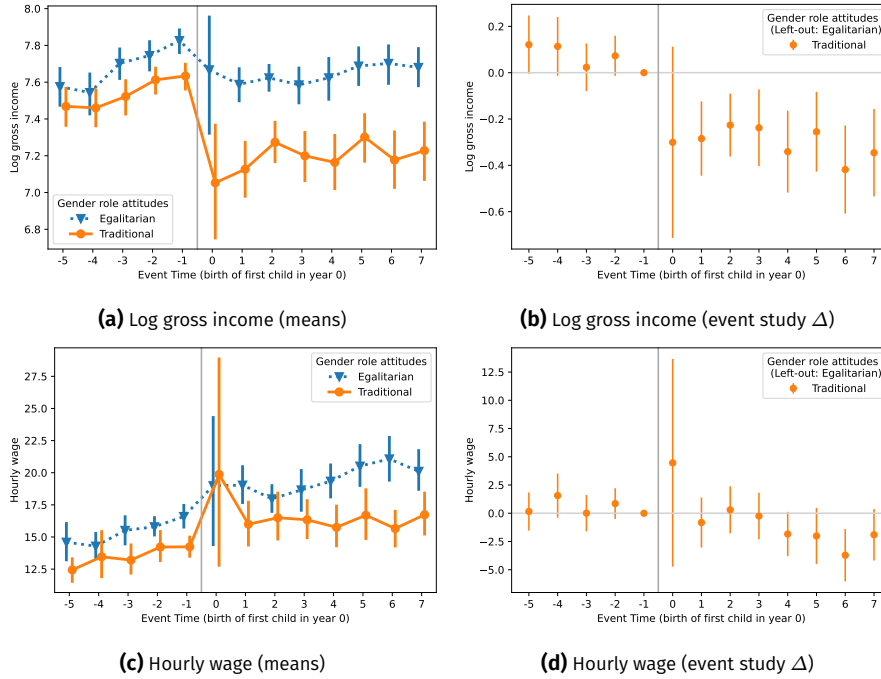 8.0
7.8
7.6
7.4
7.2
7.0
6.8
Log gross income
Gender role attitudes
Egalitarian
Traditional
-5 -4 -3 -2 -1 0 1 2 3 4 5 6 7
Event Time (birth of first child in year 0)
(a) Log gross income (means)
Gender role attitudes
(Left-out: Egalitarian)
Traditional
0.2
0.0
−0.2
−0.4
−0.6
Log gross income
-5 -4 -3 -2 -1 0 1 2 3 4 5 6 7
Event Time (birth of first child in year 0)
(b) Log gross income (event study Δ)
27.5
25.0
22.5
20.0
17.5
15.0
12.5
Hourly wage
Gender role attitudes
Egalitarian
Traditional
-5 -4 -3 -2 -1 0 1 2 3 4 5 6 7
Event Time (birth of first child in year 0)
(c) Hourly wage (means)
Gender role attitudes
(Left-out: Egalitarian)
Traditional
12.5
10.0
7.5
5.0
2.5
0.0
−2.5
−5.0
Hourly wage
-5 -4 -3 -2 -1 0 1 2 3 4 5 6 7
Event Time (birth of first child in year 0)
(d) Hourly wage (event study Δ)